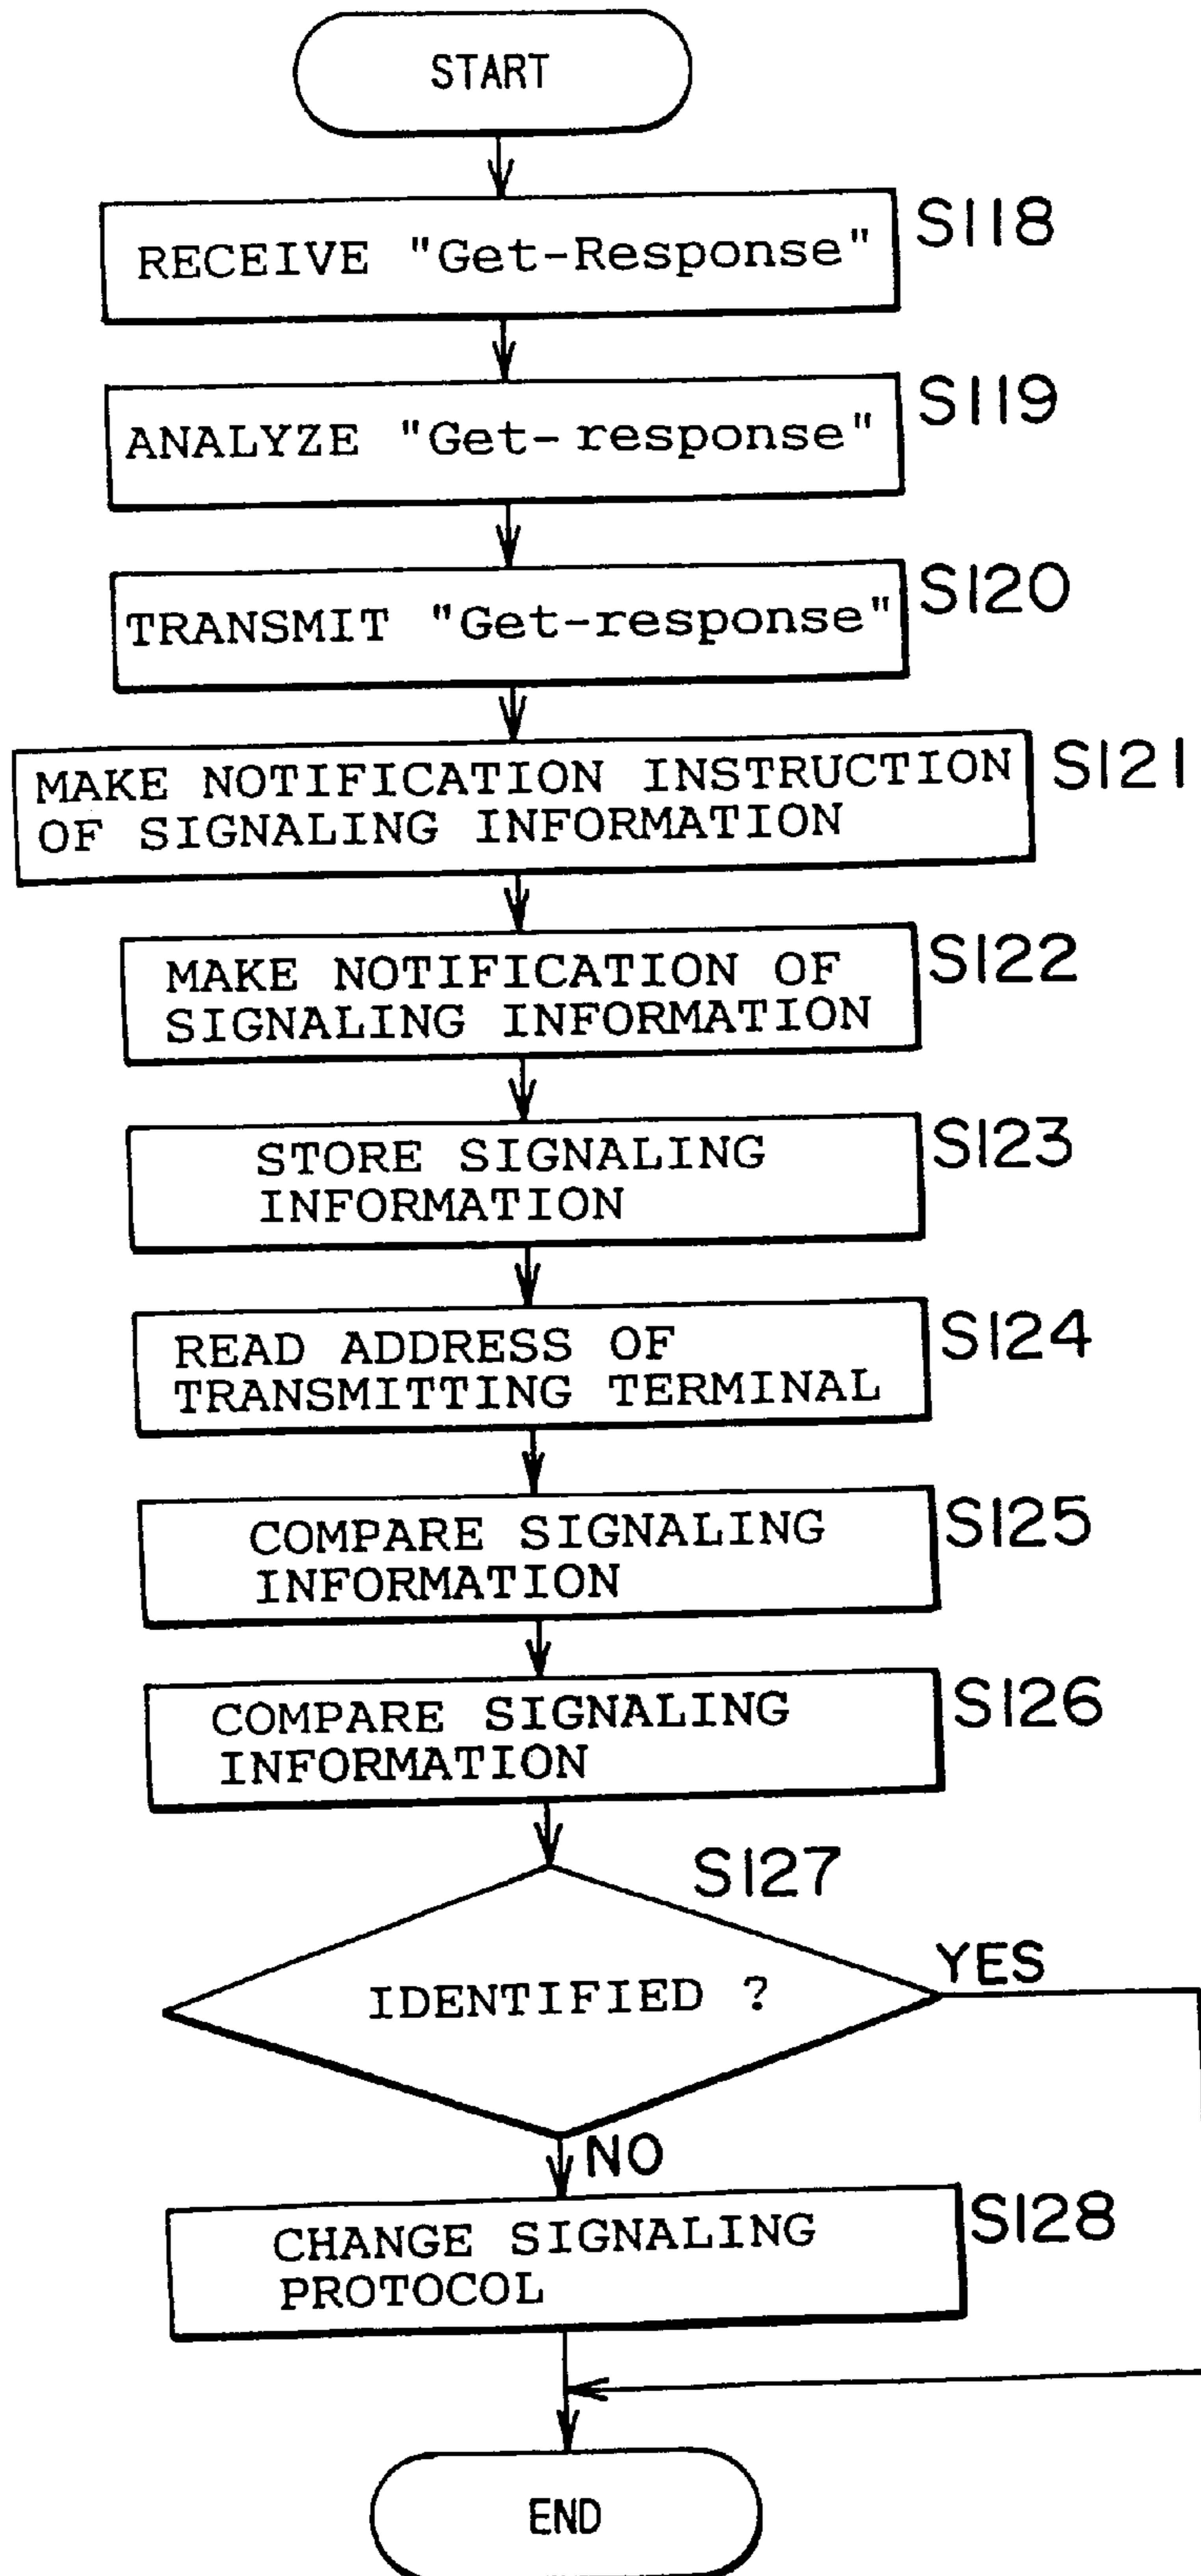 START
RECEIVE "Get-Response"
S118
ANALYZE "Get-response"
S119
TRANSMIT "Get-response"
S120
MAKE NOTIFICATION INSTRUCTION
OF SIGNALING INFORMATION
S121
MAKE NOTIFICATION OF
SIGNALING INFORMATION
S122
STORE SIGNALING
INFORMATION
S123
READ ADDRESS OF
TRANSMITTING TERMINAL
S124
COMPARE SIGNALING
INFORMATION
S125
COMPARE SIGNALING
INFORMATION
S126
S127
IDENTIFIED ?
YES
NO
CHANGE SIGNALING
PROTOCOL
S128
END